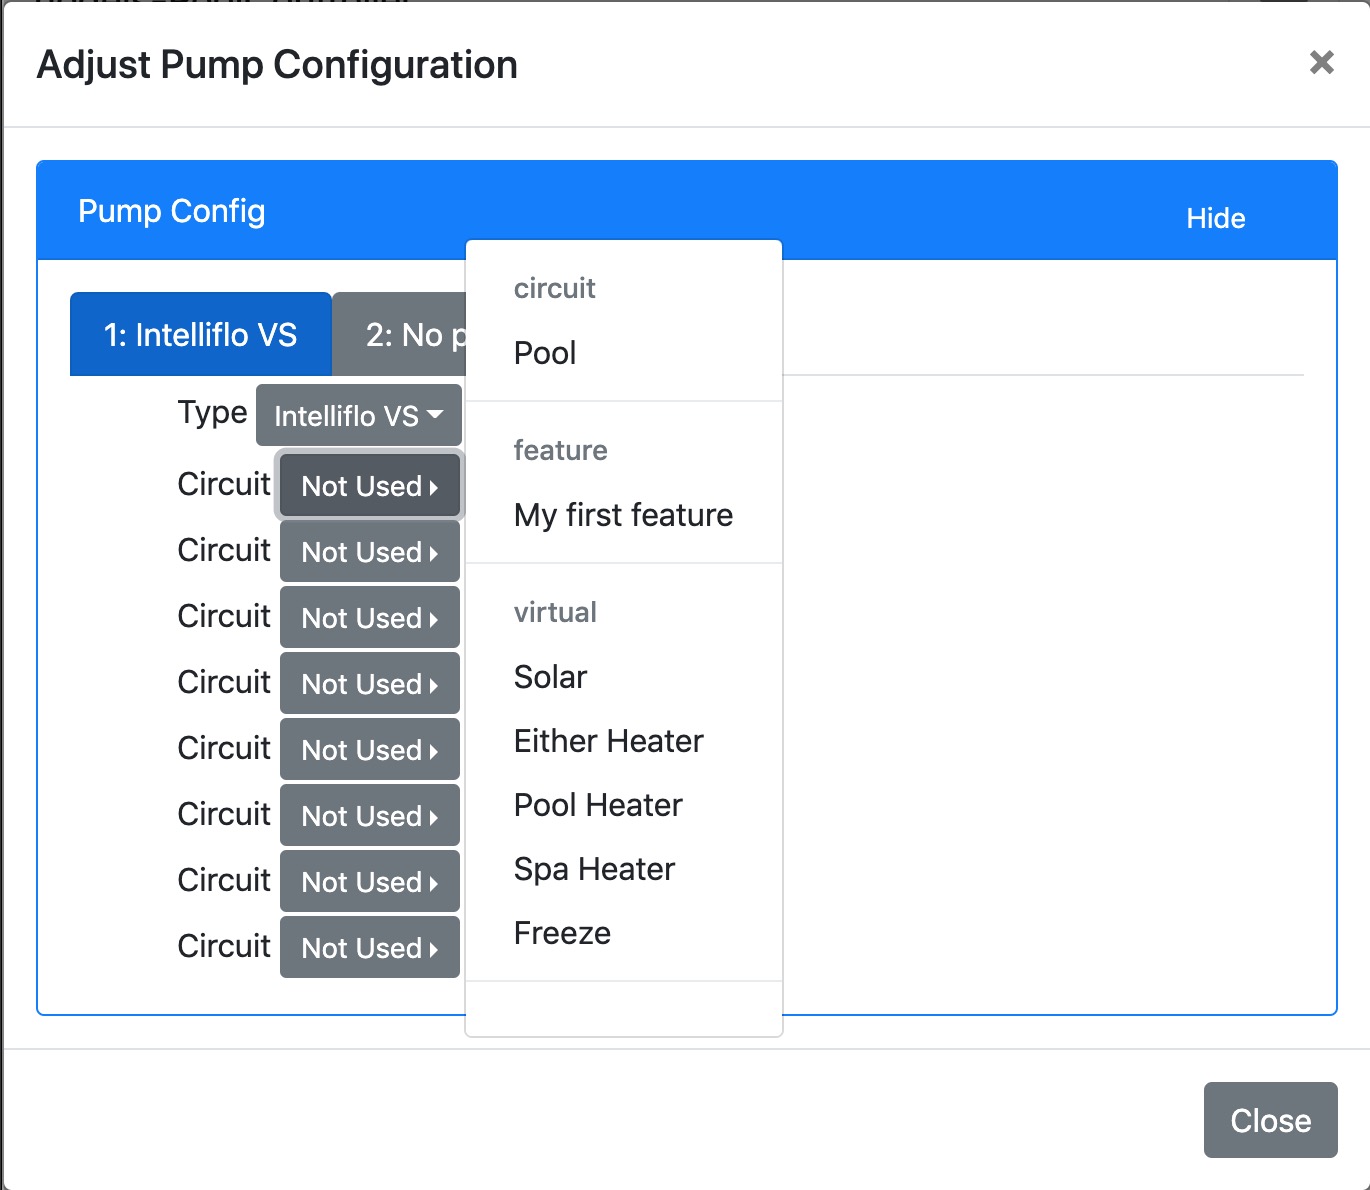 Adjust Pump Configuration
×
Pump Config
Hide
1: Intelliflo VS
2: No p
Type Intelliflo VS
Circuit Not Used
Circuit Not Used
Circuit Not Used
Circuit Not Used
Circuit Not Used
Circuit Not Used
Circuit Not Used
Circuit Not Used
circuit
Pool
feature
My first feature
virtual
Solar
Either Heater
Pool Heater
Spa Heater
Freeze
Close